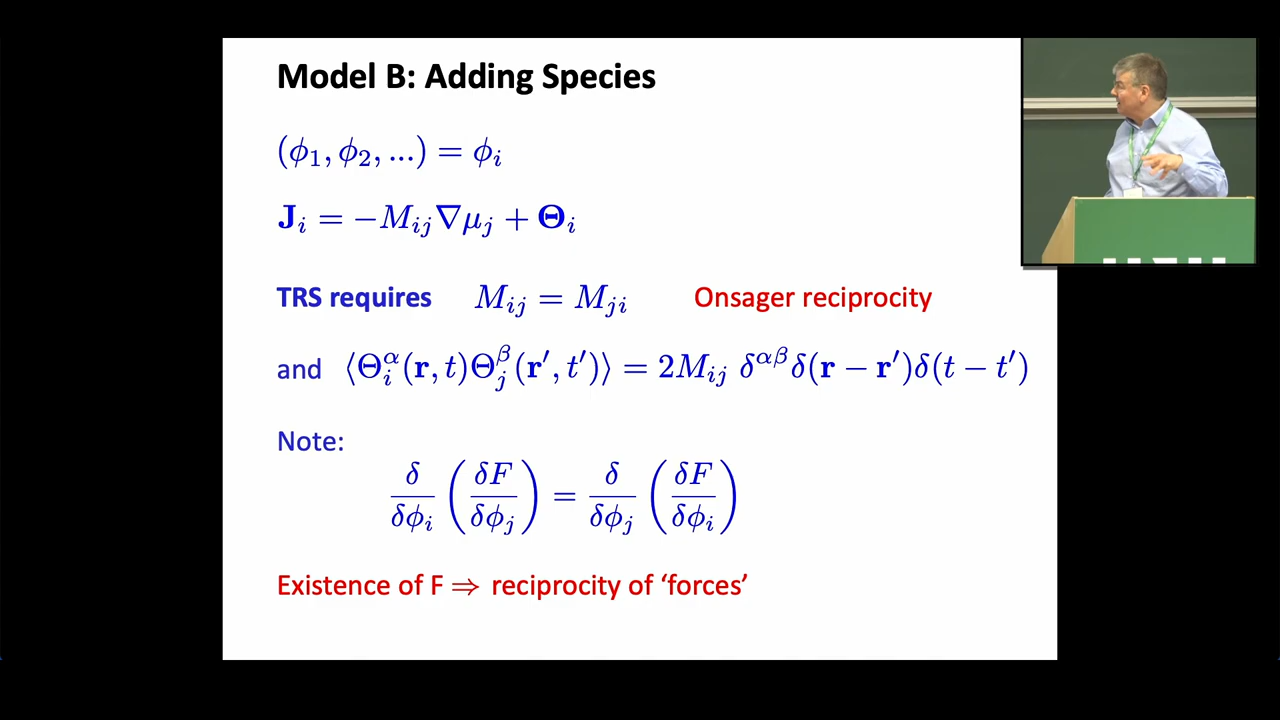 Model B: Adding Species
(ϕ₁, ϕ₂, ...) = ϕᵢ
𝐉ᵢ = −Mᵢⱼ∇μⱼ + 𝚯ᵢ
TRS requires Mᵢⱼ = Mⱼᵢ Onsager reciprocity
and ⟨Θᵢ^α(𝐫, t)Θⱼ^β(𝐫′, t′)⟩ = 2Mᵢⱼ δ^{αβ}δ(𝐫 − 𝐫′)δ(t − t′)
Note:
δ/δϕᵢ (δF/δϕⱼ) = δ/δϕⱼ (δF/δϕᵢ)
Existence of F ⇒ reciprocity of ‘forces’